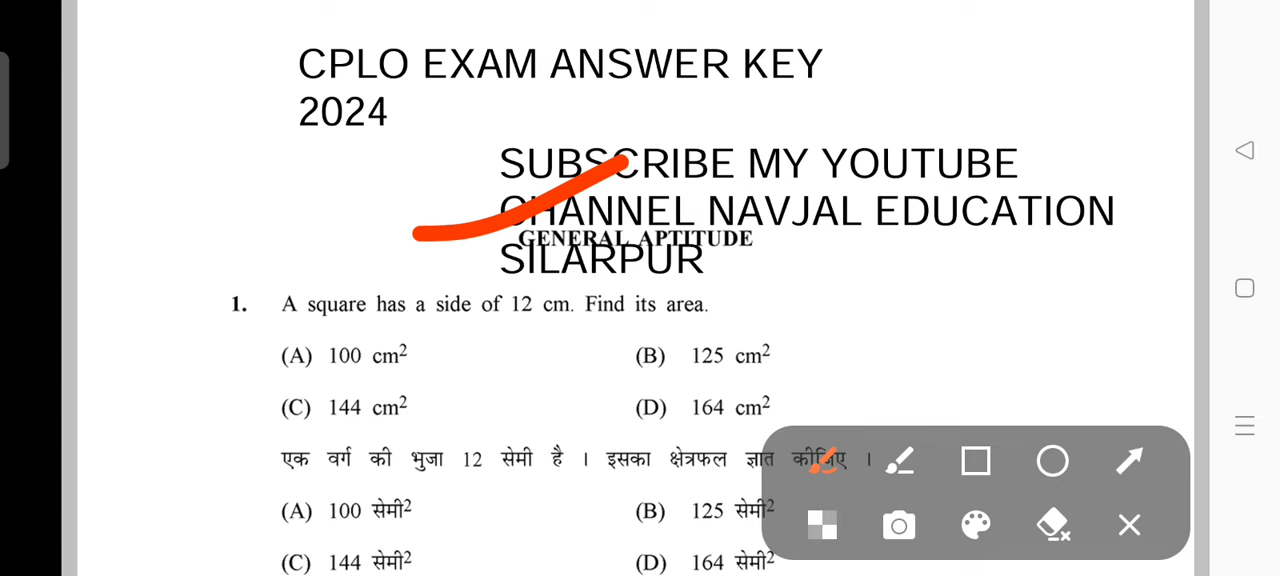 CPLO EXAM ANSWER KEY
2024
SUBSCRIBE MY YOUTUBE
CHANNEL NAVJAL EDUCATION
GENERAL APTITUDE
SILARPUR
1. A square has a side of 12 cm. Find its area.
(A) 100 cm² (B) 125 cm²
(C) 144 cm² (D) 164 cm²
एक वर्ग की भुजा 12 सेमी है । इसका क्षेत्रफल ज्ञात कीजिए ।
(A) 100 सेमी² (B) 125 सेमी²
(C) 144 सेमी² (D) 164 सेमी²